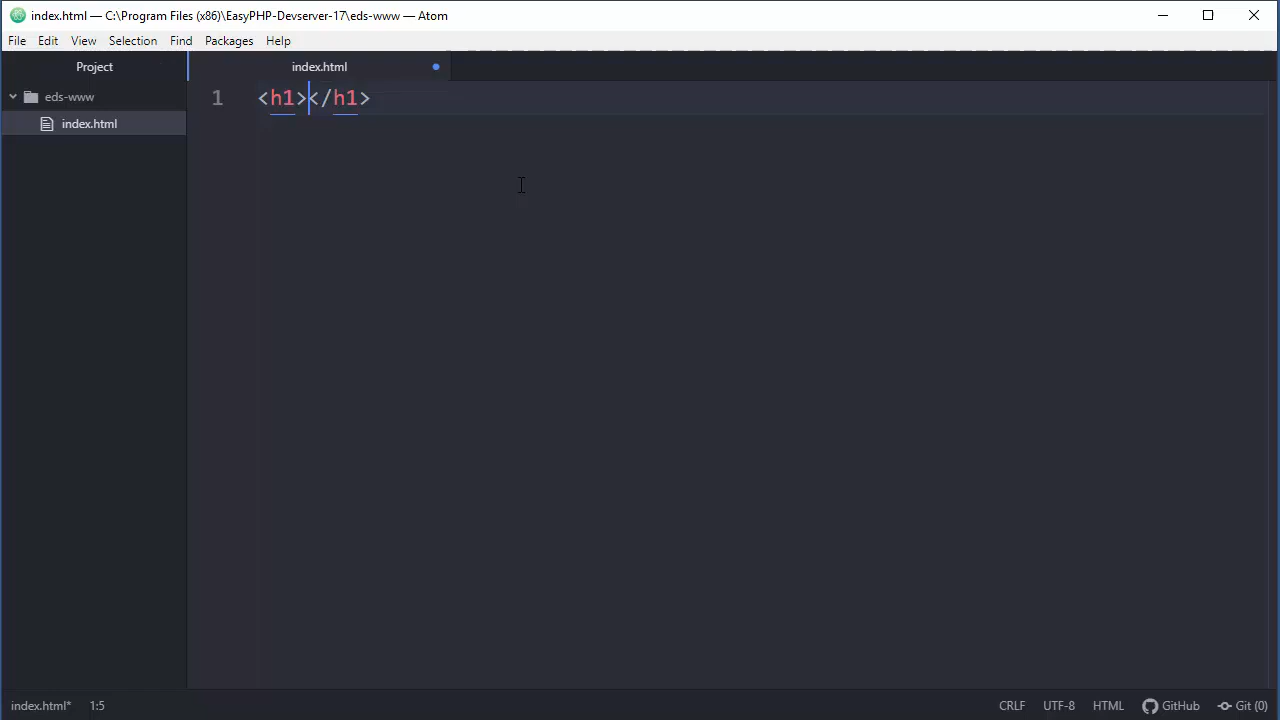 index.html — C:\Program Files (x86)\EasyPHP-Devserver-17\eds-www — Atom
File Edit View Selection Find Packages Help
Project index.html
eds-www
index.html
1 <h1></h1>
index.html* 1:5 CRLF UTF-8 HTML GitHub Git (0)